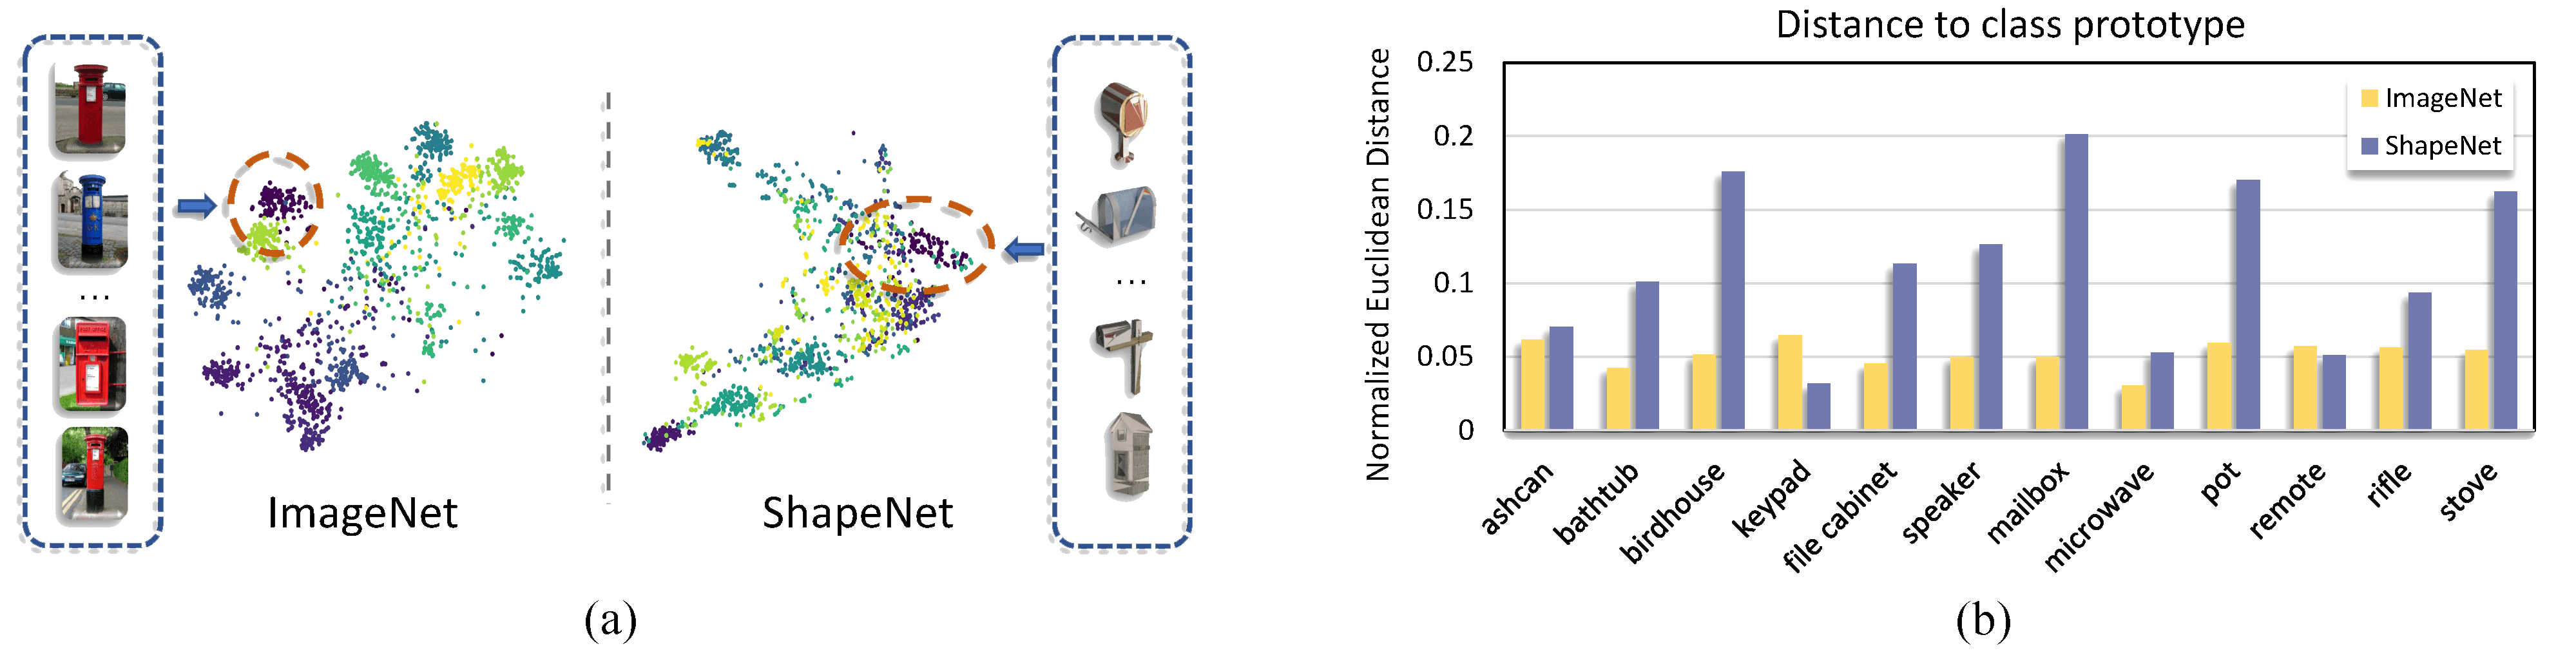 ...
ImageNet
(a)
ShapeNet
...
Distance to class prototype
Normalized Euclidean Distance
0.25
0.2
0.15
0.1
0.05
0
ImageNet
ShapeNet
ashcan
bathtub
birdhouse
keypad
file cabinet
speaker
mailbox
microwave
pot
remote
rifle
stove
(b)